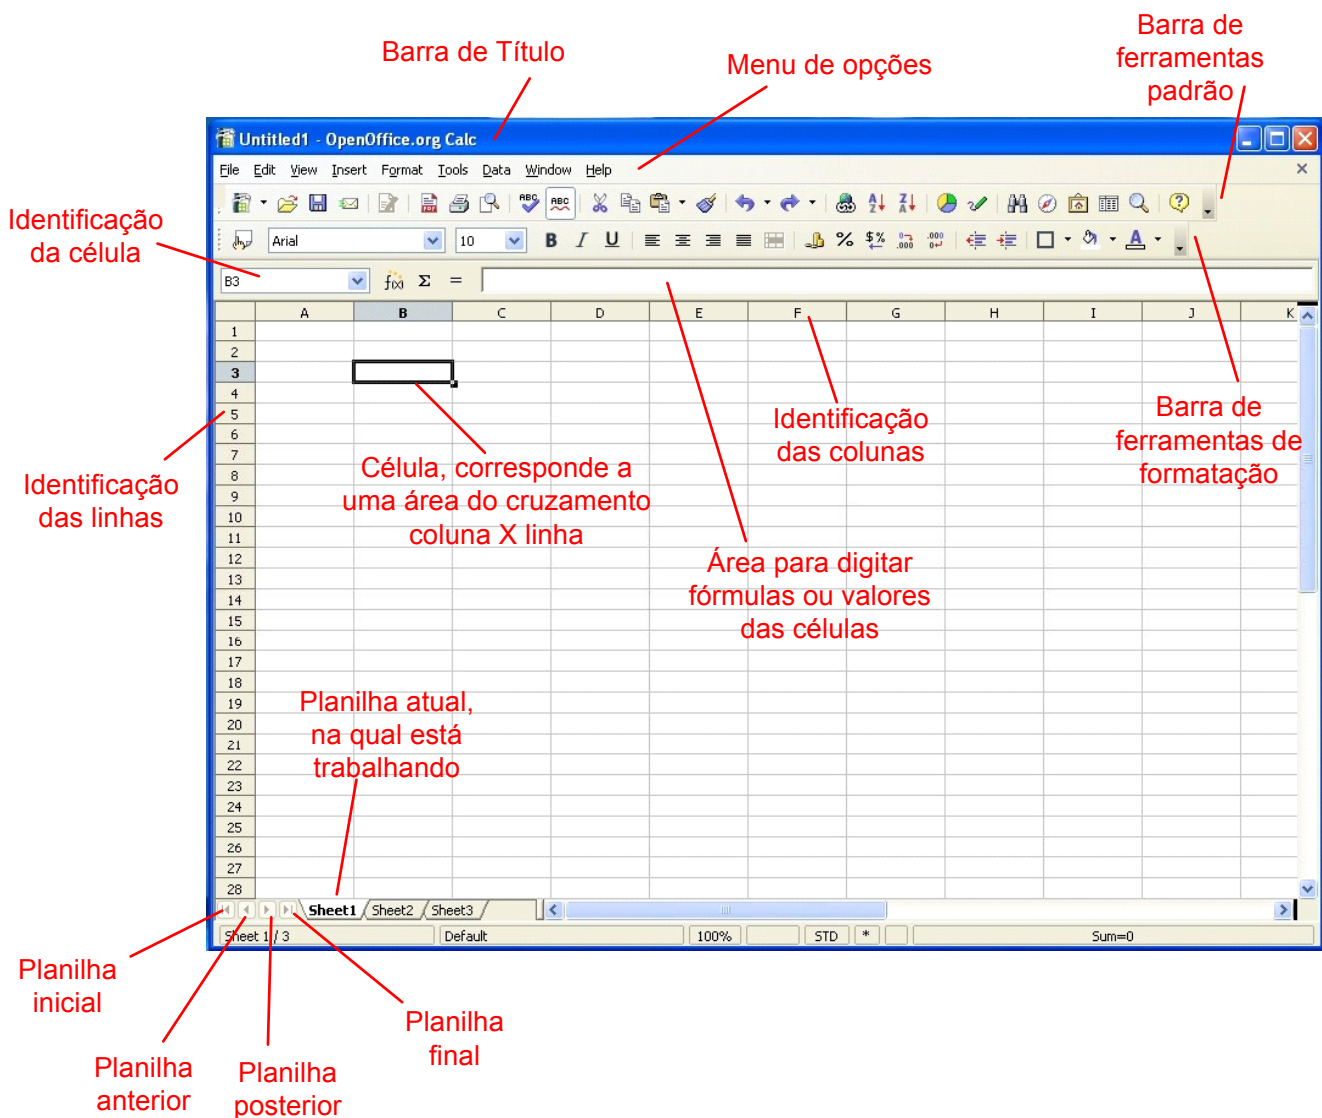 Barra de Título
Menu de opções
Barra de
ferramentas
padrão
Untitled1 - OpenOffice.org Calc
File Edit View Insert Format Tools Data Window Help
Identificação
da célula
Arial 10 B I U
B3 f(x) Σ =
A B C D E F G H I J K
1
2
3
4
5
6
7
8
9
10
11
12
13
14
15
16
17
18
19
20
21
22
23
24
25
26
27
28
Identificação
das linhas
Célula, corresponde a
uma área do cruzamento
coluna X linha
Identificação
das colunas
Barra de
ferramentas de
formatação
Área para digitar
fórmulas ou valores
das células
Planilha atual,
na qual está
trabalhando
Sheet1 Sheet2 Sheet3
Sheet 1 / 3 Default 100% STD * Sum=0
Planilha
inicial
Planilha
anterior
Planilha
posterior
Planilha
final